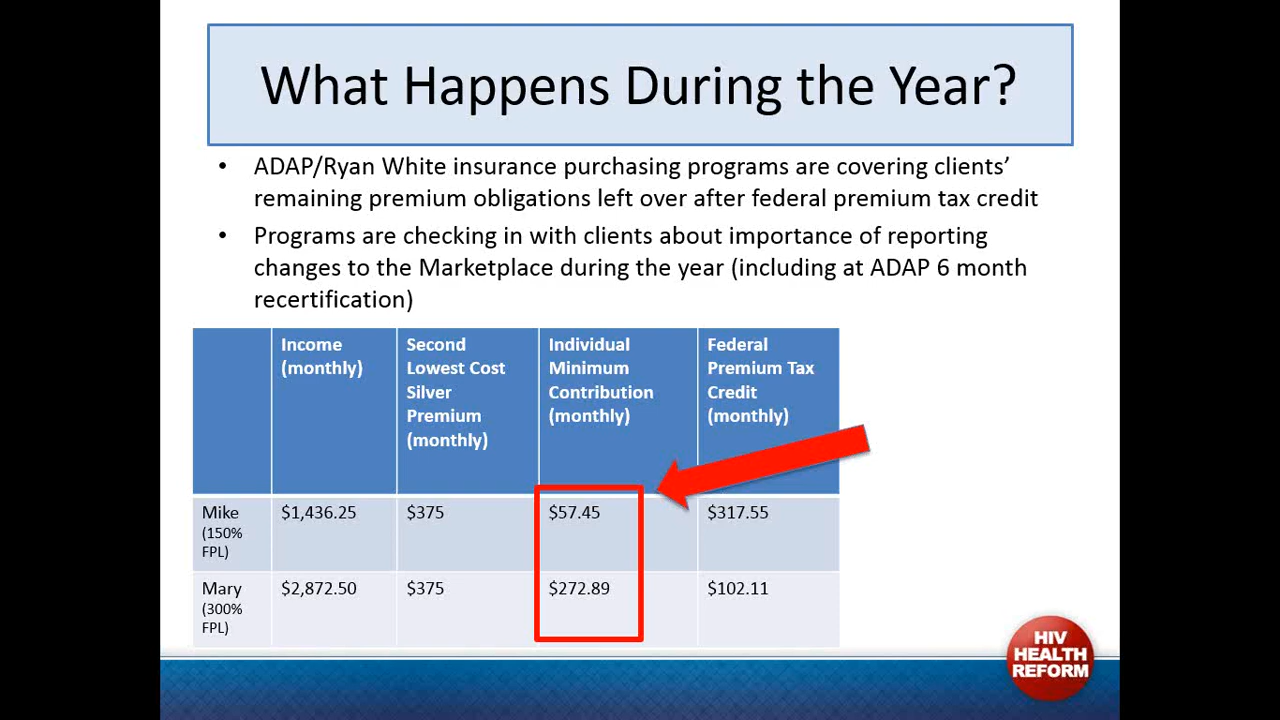 What Happens During the Year?
• ADAP/Ryan White insurance purchasing programs are covering clients’
remaining premium obligations left over after federal premium tax credit
• Programs are checking in with clients about importance of reporting
changes to the Marketplace during the year (including at ADAP 6 month
recertification)
Income
(monthly)
Second
Lowest Cost
Silver
Premium
(monthly)
Individual
Minimum
Contribution
(monthly)
Federal
Premium Tax
Credit
(monthly)
Mike
(150%
FPL)
$1,436.25
$375
$57.45
$317.55
Mary
(300%
FPL)
$2,872.50
$375
$272.89
$102.11
HIV
HEALTH
REFORM